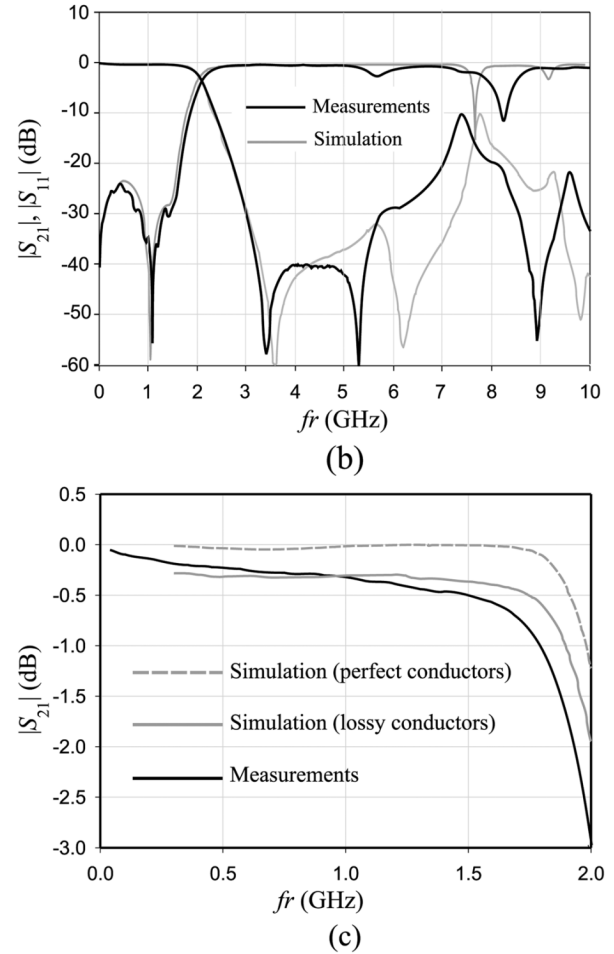 10
0
-10
-20
-30
-40
-50
-60
|S21|, |S11| (dB)
Measurements
Simulation
0 1 2 3 4 5 6 7 8 9 10
fr (GHz)
(b)
0.5
0.0
-0.5
-1.0
-1.5
-2.0
-2.5
-3.0
|S21| (dB)
Simulation (perfect conductors)
Simulation (lossy conductors)
Measurements
0.0 0.5 1.0 1.5 2.0
fr (GHz)
(c)